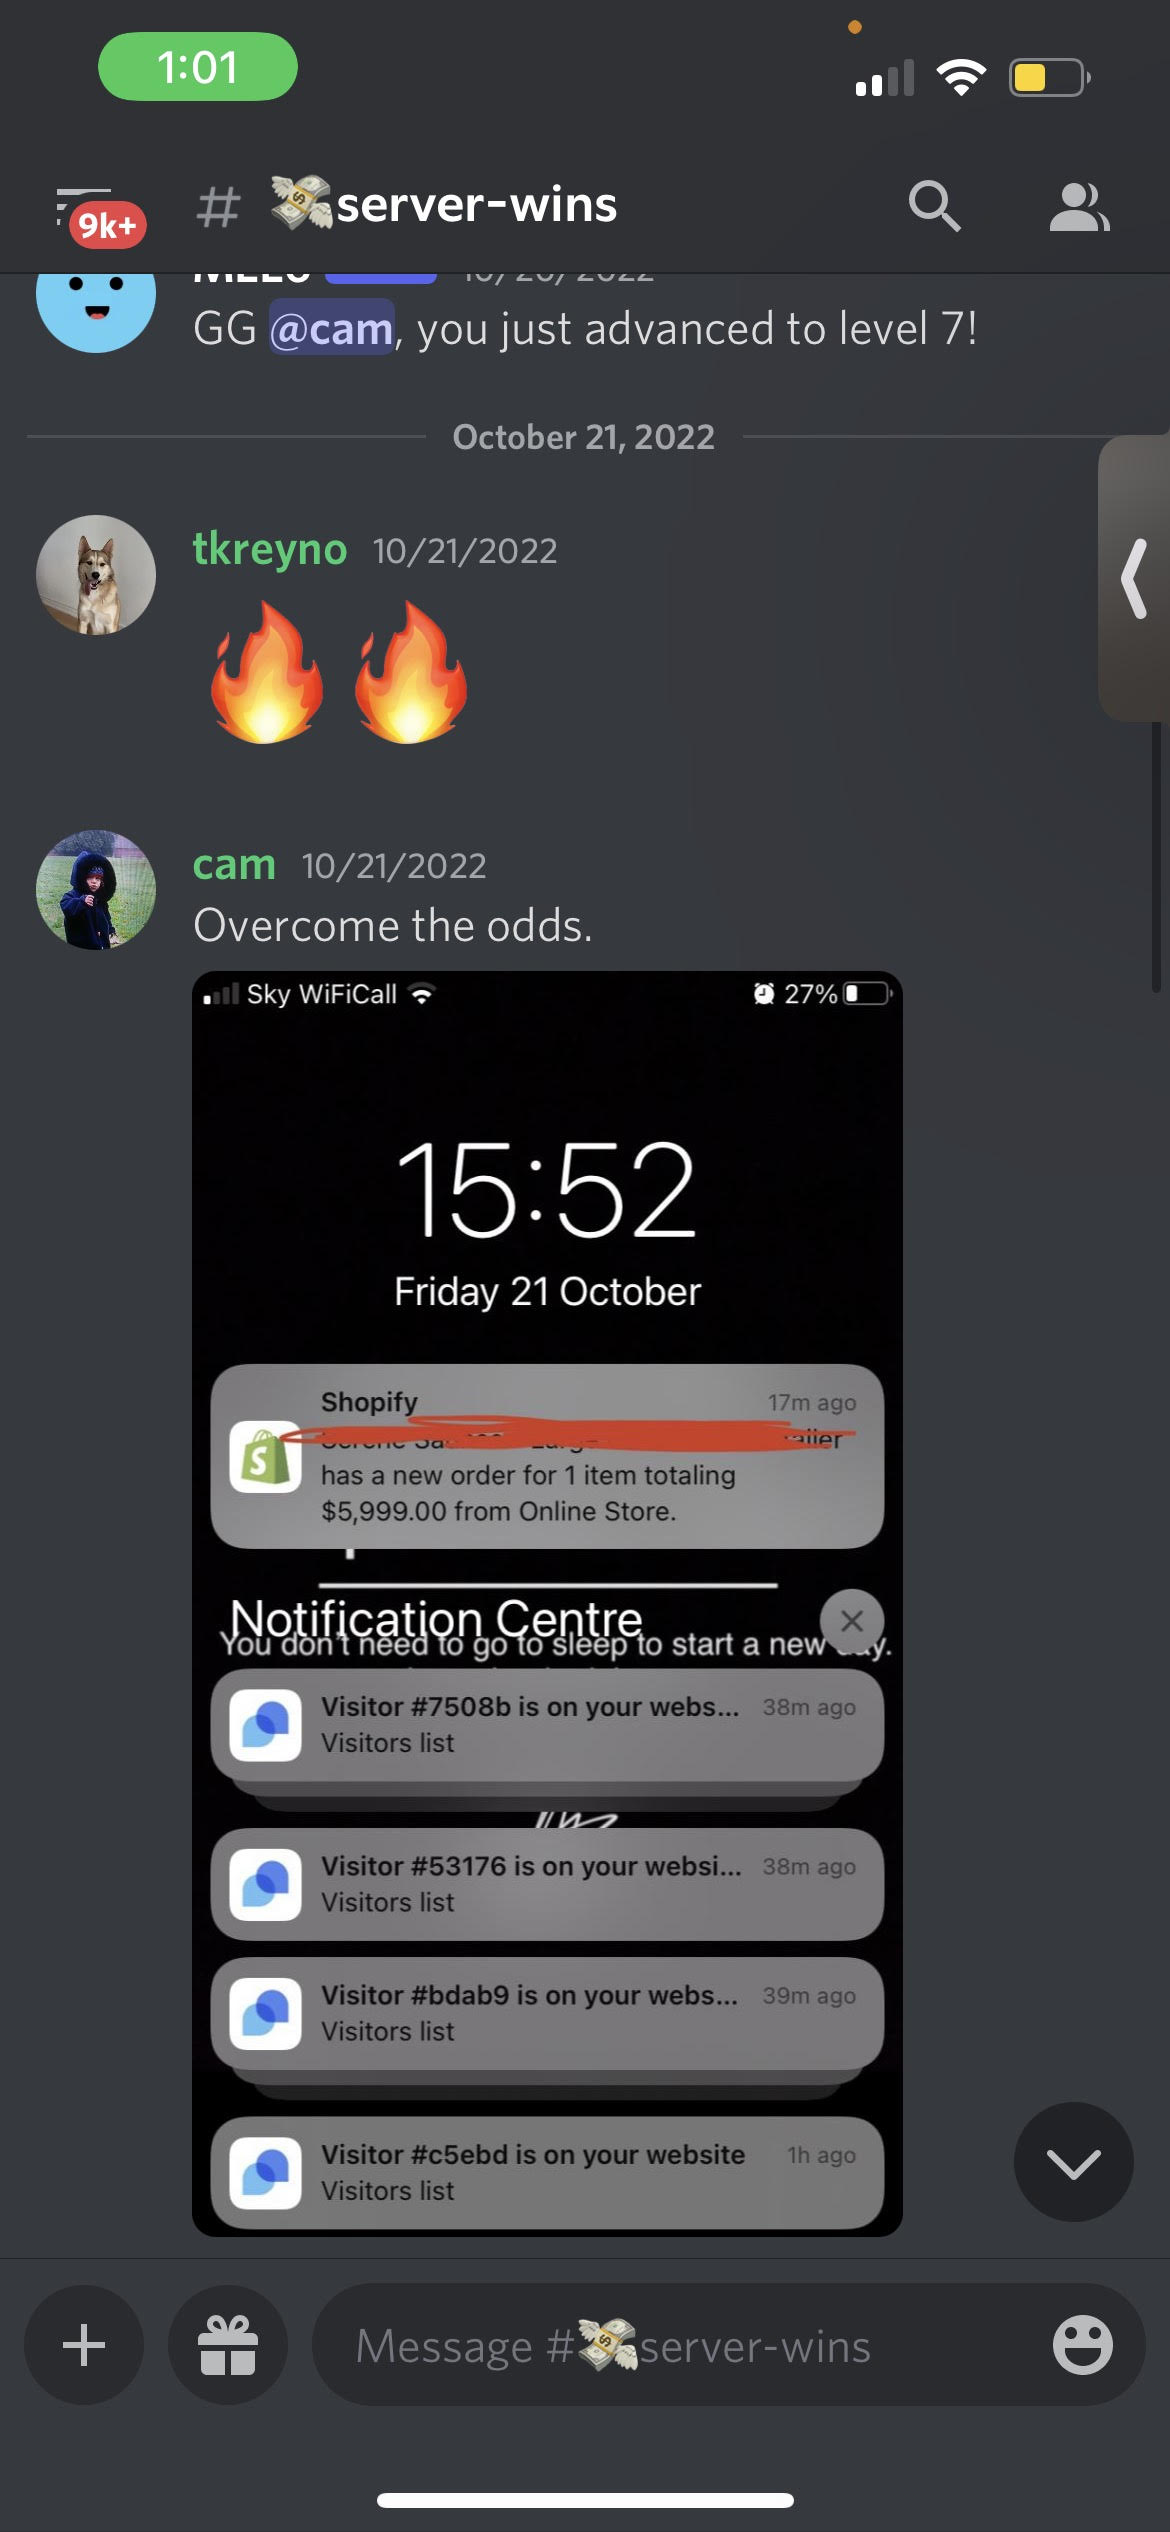 1:01
9k+
# server-wins
10/20/2022
GG @cam, you just advanced to level 7!
October 21, 2022
tkreyno 10/21/2022
cam 10/21/2022
Overcome the odds.
Sky WiFiCall 27%
15:52
Friday 21 October
Shopify 17m ago
has a new order for 1 item totaling
$5,999.00 from Online Store.
Notification Centre
You don't need to go to sleep to start a new
Visitor #7508b is on your webs... 38m ago
Visitors list
Visitor #53176 is on your websi... 38m ago
Visitors list
Visitor #bdab9 is on your webs... 39m ago
Visitors list
Visitor #c5ebd is on your website 1h ago
Visitors list
Message #server-wins